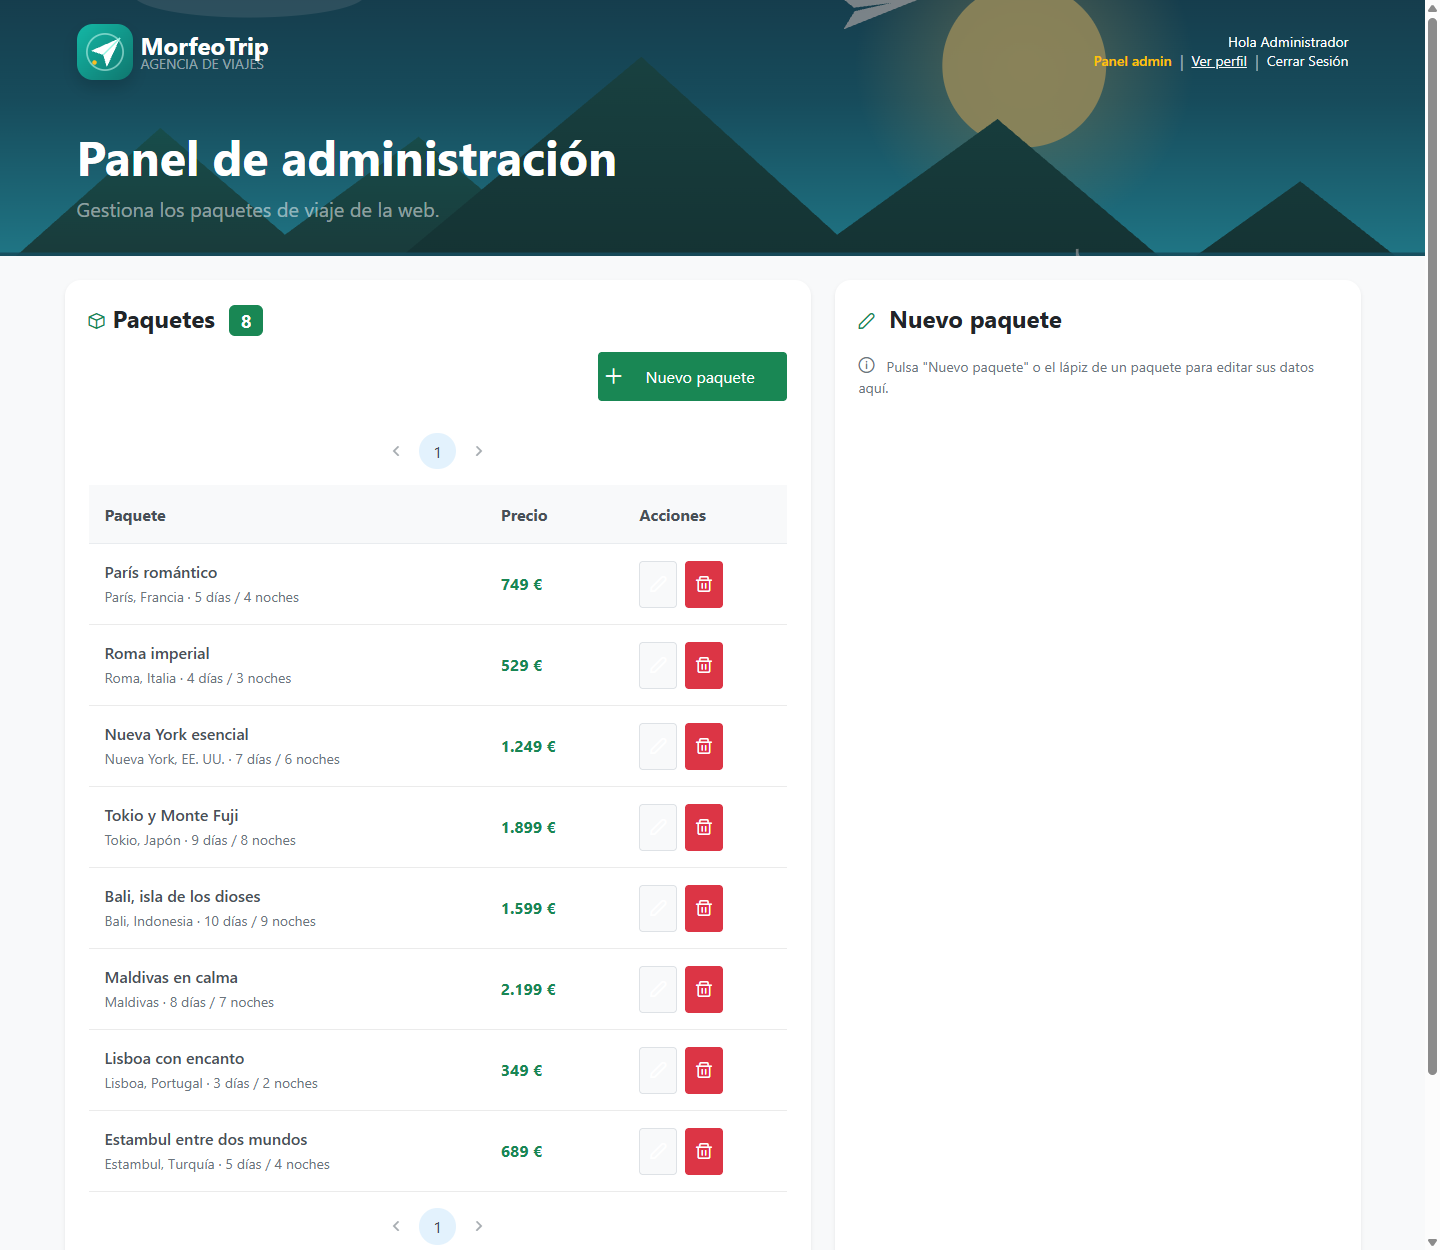 MorfeoTrip
AGENCIA DE VIAJES
Hola Administrador
Panel admin | Ver perfil | Cerrar Sesión
Panel de administración
Gestiona los paquetes de viaje de la web.
Paquetes 8
Nuevo paquete
1
Paquete Precio Acciones
París romántico
París, Francia · 5 días / 4 noches
749 €
Roma imperial
Roma, Italia · 4 días / 3 noches
529 €
Nueva York esencial
Nueva York, EE. UU. · 7 días / 6 noches
1.249 €
Tokio y Monte Fuji
Tokio, Japón · 9 días / 8 noches
1.899 €
Bali, isla de los dioses
Bali, Indonesia · 10 días / 9 noches
1.599 €
Maldivas en calma
Maldivas · 8 días / 7 noches
2.199 €
Lisboa con encanto
Lisboa, Portugal · 3 días / 2 noches
349 €
Estambul entre dos mundos
Estambul, Turquía · 5 días / 4 noches
689 €
1
Nuevo paquete
Pulsa "Nuevo paquete" o el lápiz de un paquete para editar sus datos
aquí.